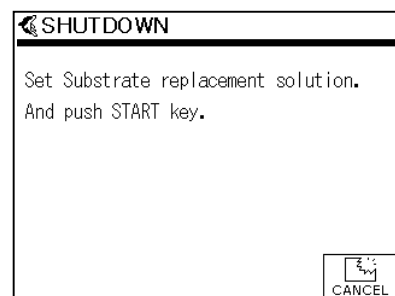 SHUTDOWN
Set Substrate replacement solution.
And push START key.
CANCEL